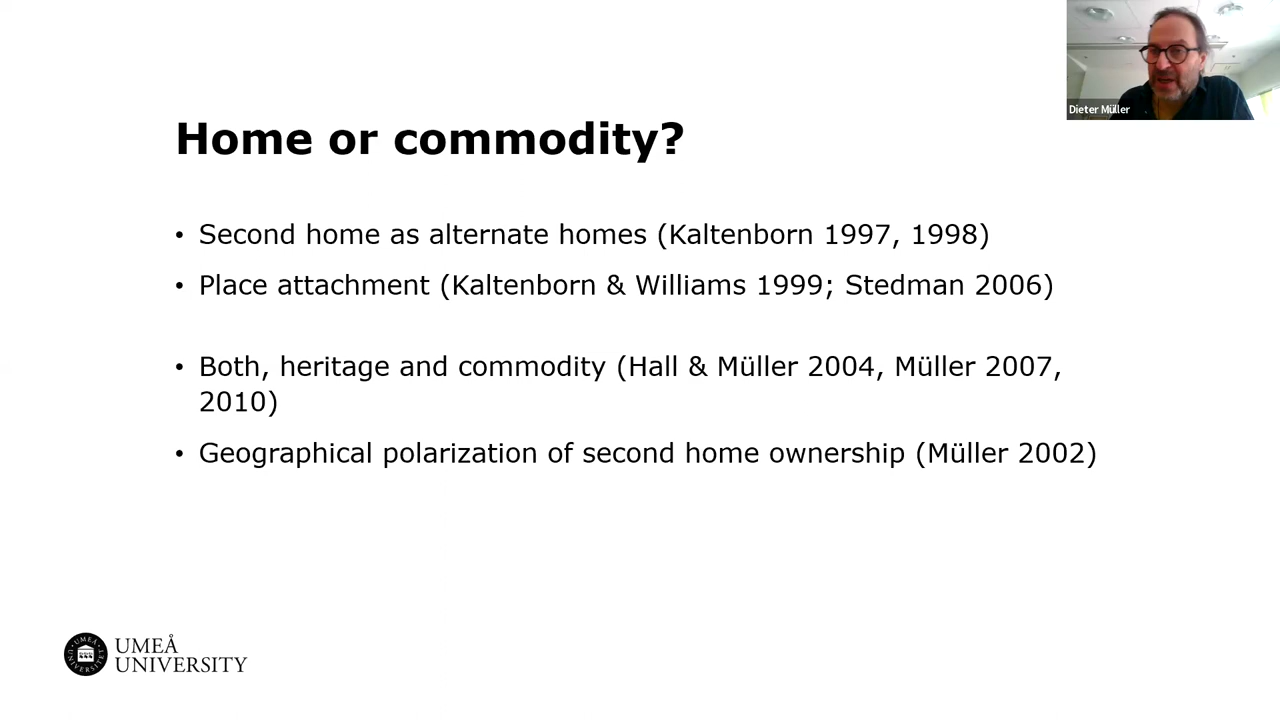 Dieter Müller
Home or commodity?
• Second home as alternate homes (Kaltenborn 1997, 1998)
• Place attachment (Kaltenborn & Williams 1999; Stedman 2006)
• Both, heritage and commodity (Hall & Müller 2004, Müller 2007,
2010)
• Geographical polarization of second home ownership (Müller 2002)
UMEÅ
UNIVERSITY
UMEÅ
UNIVERSITET